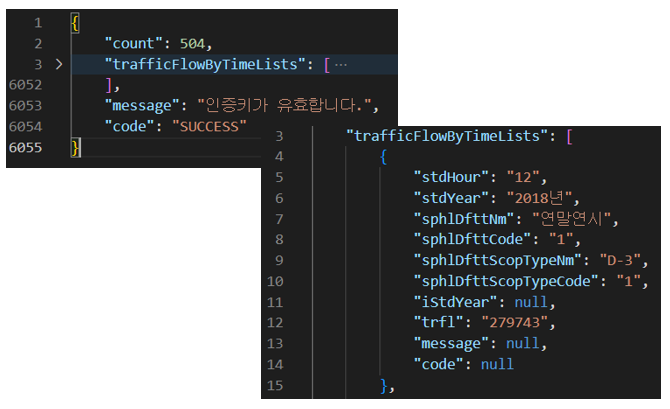 1 {
2 "count": 504,
3 > "trafficFlowByTimeLists": [ ⋯
6052 ],
6053 "message": "인증키가 유효합니다.",
6054 "code": "SUCCESS"
6055 }
3 "trafficFlowByTimeLists": [
4 {
5 "stdHour": "12",
6 "stdYear": "2018년",
7 "sphlDfttNm": "연말연시",
8 "sphlDfttCode": "1",
9 "sphlDfttScopTypeNm": "D-3",
10 "sphlDfttScopTypeCode": "1",
11 "iStdYear": null,
12 "trfl": "279743",
13 "message": null,
14 "code": null
15 },